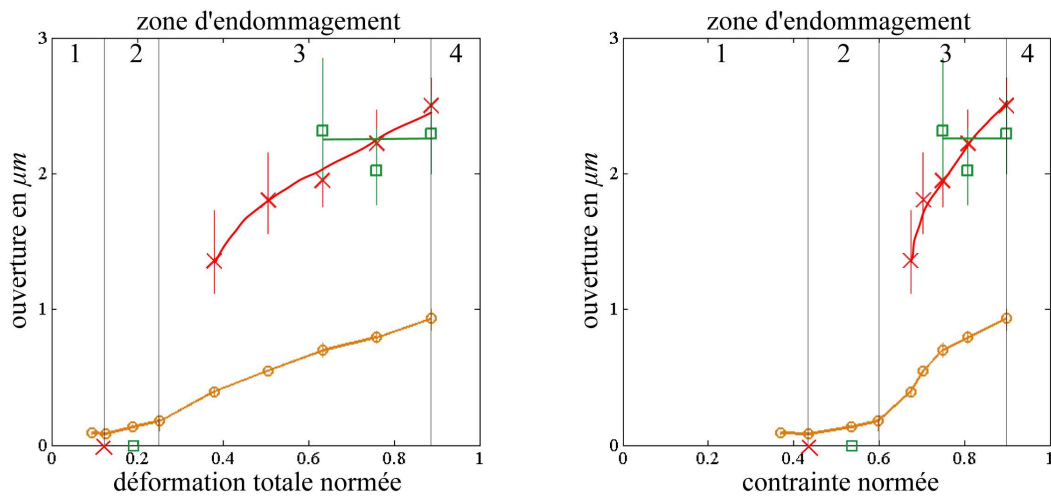 zone d'endommagement
1 2 3 4
3
2
1
0
ouverture en μm
0 0.2 0.4 0.6 0.8 1
déformation totale normée
zone d'endommagement
1 2 3 4
3
2
1
0
ouverture en μm
0 0.2 0.4 0.6 0.8 1
contrainte normée